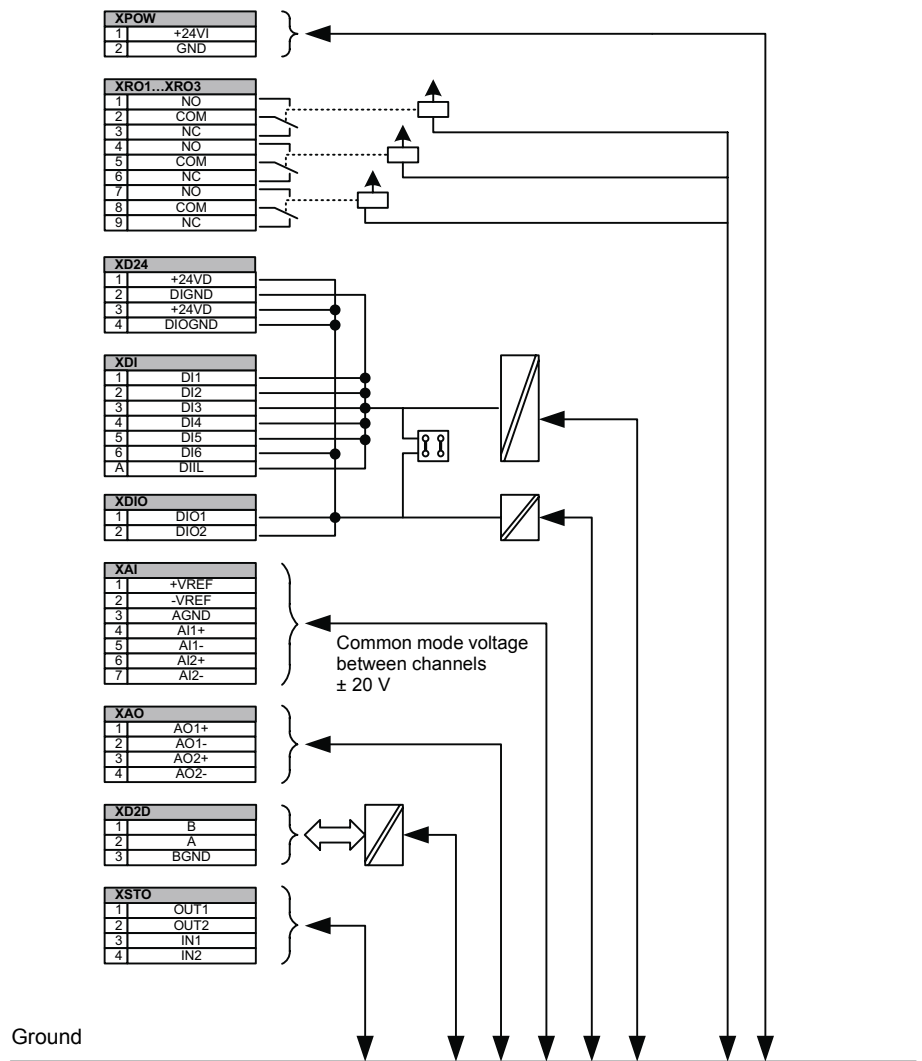 XPOW
1 +24VI
2 GND
XRO1…XRO3
1 NO
2 COM
3 NC
4 NO
5 COM
6 NC
7 NO
8 COM
9 NC
XD24
1 +24VD
2 DIGND
3 +24VD
4 DIOGND
XDI
1 DI1
2 DI2
3 DI3
4 DI4
5 DI5
6 DI6
A DIIL
XDIO
1 DIO1
2 DIO2
XAI
1 +VREF
2 -VREF
3 AGND
4 AI1+
5 AI1-
6 AI2+
7 AI2-
Common mode voltage
between channels
± 20 V
XAO
1 AO1+
2 AO1-
3 AO2+
4 AO2-
XD2D
1 B
2 A
3 BGND
XSTO
1 OUT1
2 OUT2
3 IN1
4 IN2
Ground